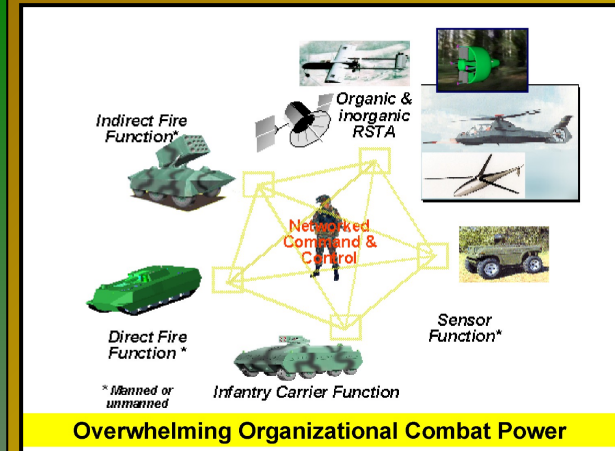 Organic &
inorganic
RSTA
Indirect Fire
Function*
Networked
Command &
Control
Sensor
Function*
Direct Fire
Function *
* Manned or
unmanned
Infantry Carrier Function
Overwhelming Organizational Combat Power